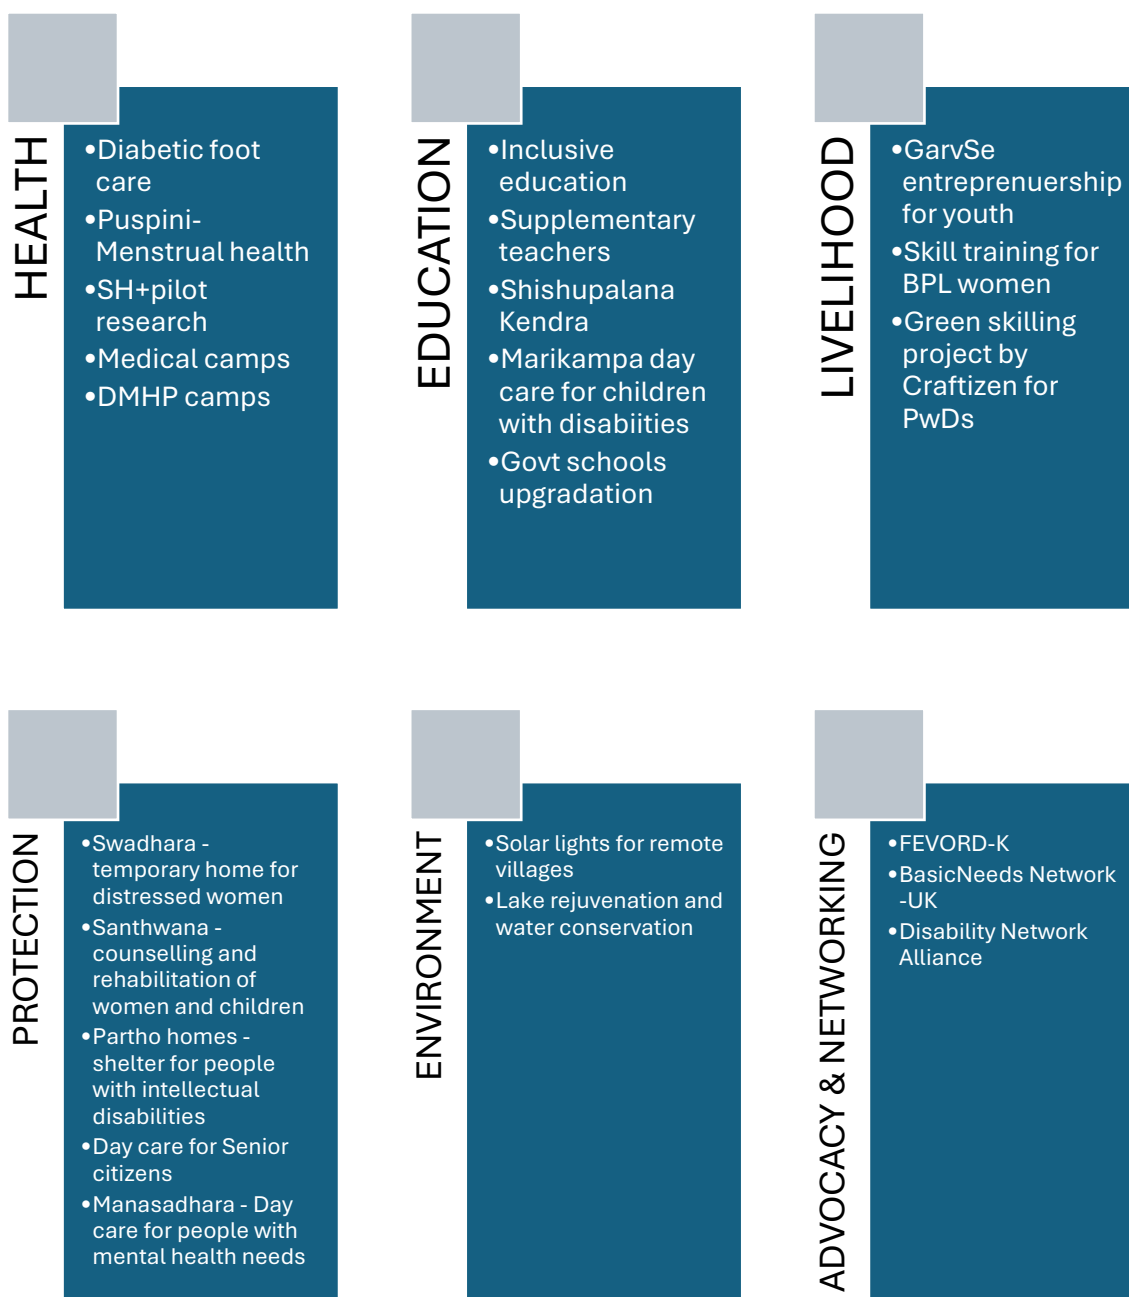 HEALTH
•Diabetic foot
care
•Puspini-
Menstrual health
•SH+pilot
research
•Medical camps
•DMHP camps
EDUCATION
•Inclusive
education
•Supplementary
teachers
•Shishupalana
Kendra
•Marikampa day
care for children
with disabiities
•Govt schools
upgradation
LIVELIHOOD
•GarvSe
entreprenuership
for youth
•Skill training for
BPL women
•Green skilling
project by
Craftizen for
PwDs
PROTECTION
•Swadhara -
temporary home for
distressed women
•Santhwana -
counselling and
rehabilitation of
women and children
•Partho homes -
shelter for people
with intellectual
disabilities
•Day care for Senior
citizens
•Manasadhara - Day
care for people with
mental health needs
ENVIRONMENT
•Solar lights for remote
villages
•Lake rejuvenation and
water conservation
ADVOCACY & NETWORKING
•FEVORD-K
•BasicNeeds Network
-UK
•Disability Network
Alliance